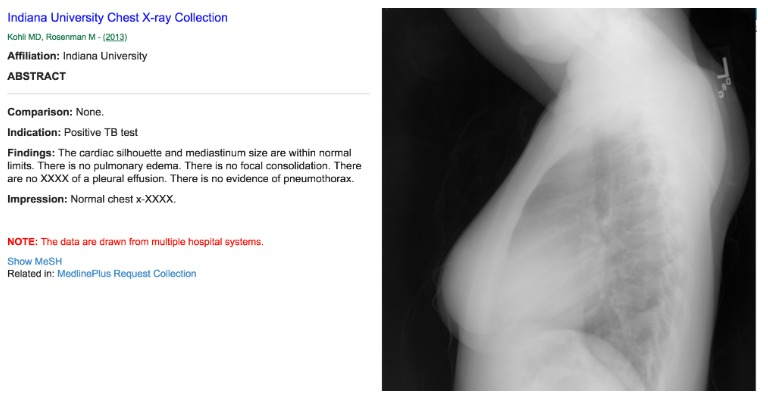 Indiana University Chest X-ray Collection
Kohli MD, Rosenman M - (2013)
Affiliation: Indiana University
ABSTRACT
Comparison: None.
Indication: Positive TB test
Findings: The cardiac silhouette and mediastinum size are within normal
limits. There is no pulmonary edema. There is no focal consolidation. There
are no XXXX of a pleural effusion. There is no evidence of pneumothorax.
Impression: Normal chest x-XXXX.
NOTE: The data are drawn from multiple hospital systems.
Show MeSH
Related in: MedlinePlus Request Collection